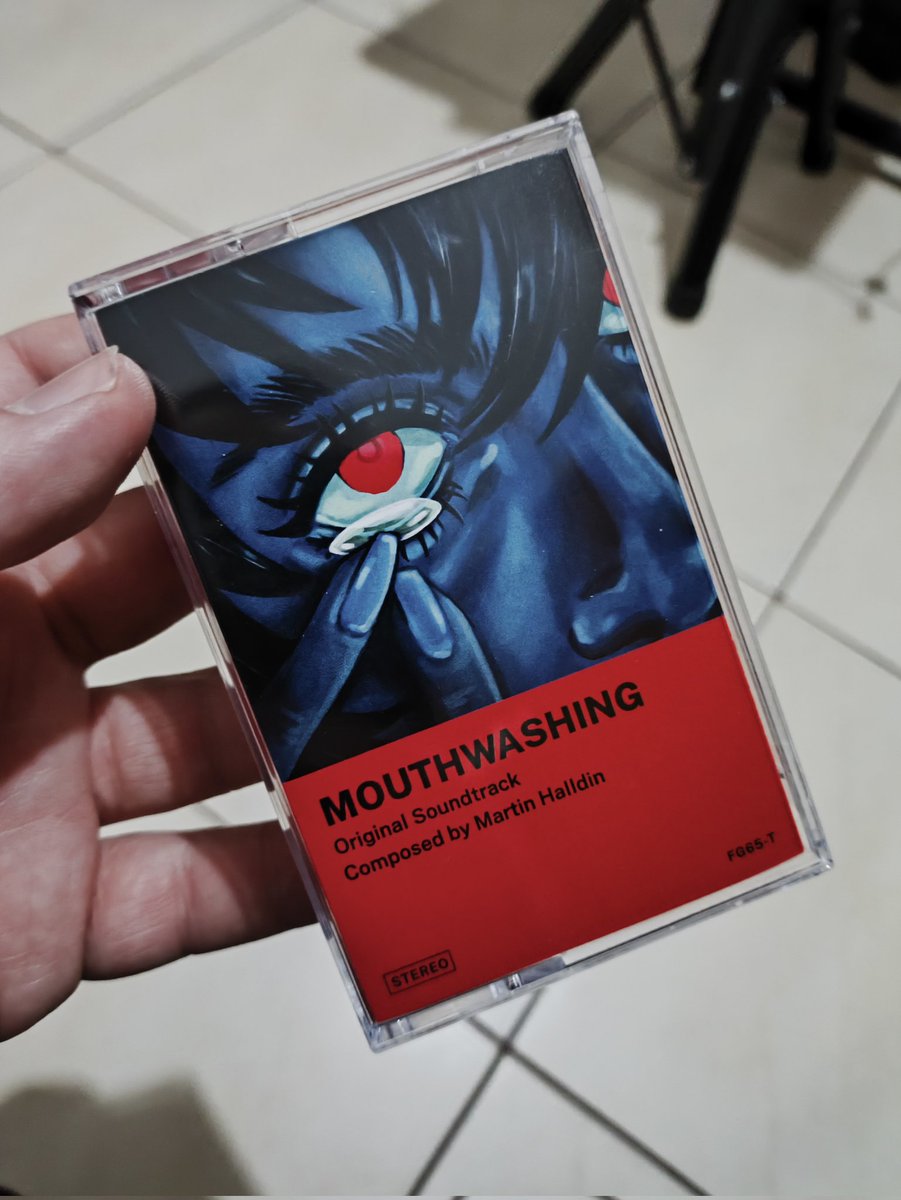 MOUTHWASHING
Original Soundtrack
Composed by Martin Halldin
FG65-T
STEREO